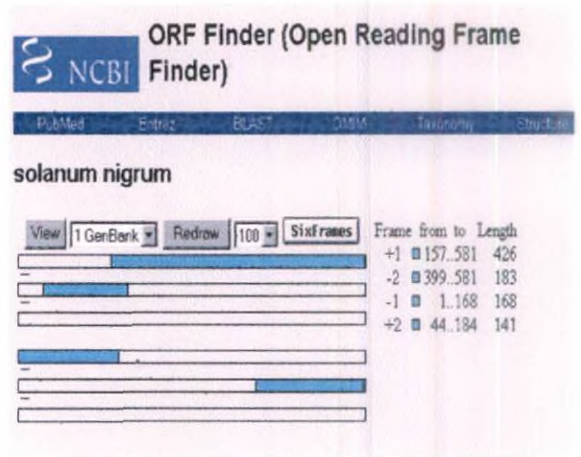 NCBI
ORF Finder (Open Reading Frame
Finder)
PubMed Entrez BLAST OMIM Taxonomy Structure
solanum nigrum
View 1 GenBank Redraw 100 SixFrames
Frame from to Length
+1 157..581 426
-2 399..581 183
-1 1..168 168
+2 44..184 141